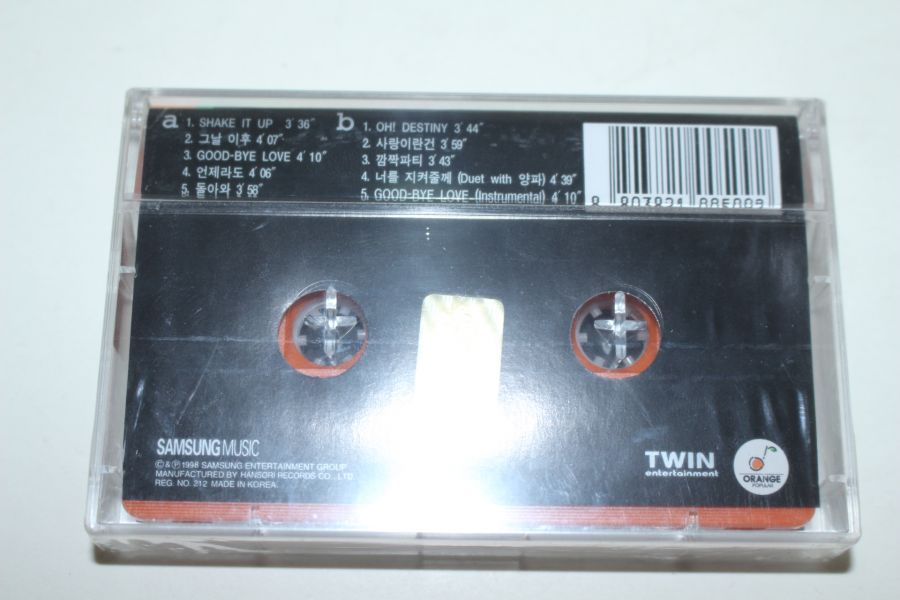 a
1. SHAKE IT UP 3´36˝
2. 그날 이후 4´07˝
3. GOOD-BYE LOVE 4´10˝
4. 언제라도 4´06˝
5. 돌아와 3´58˝
b
1. OH! DESTINY 3´44˝
2. 사랑이란건 3´59˝
3. 깜짝파티 3´43˝
4. 너를 지켜줄께 (Duet with 양파) 4´39˝
5. GOOD-BYE LOVE (Instrumental) 4´10˝
SAMSUNG MUSIC
©&℗1998 SAMSUNG ENTERTAINMENT GROUP
MANUFACTURED BY HANSORI RECORDS CO., LTD.
REG. NO. 312 MADE IN KOREA.
TWIN
entertainment
ORANGE
POPULAR